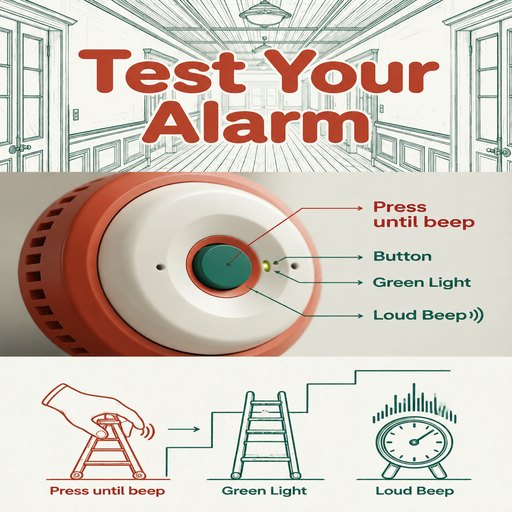 Test Your
Alarm
Press
until beep
Button
Green Light
Loud Beep
Press until beep
Green Light
Loud Beep